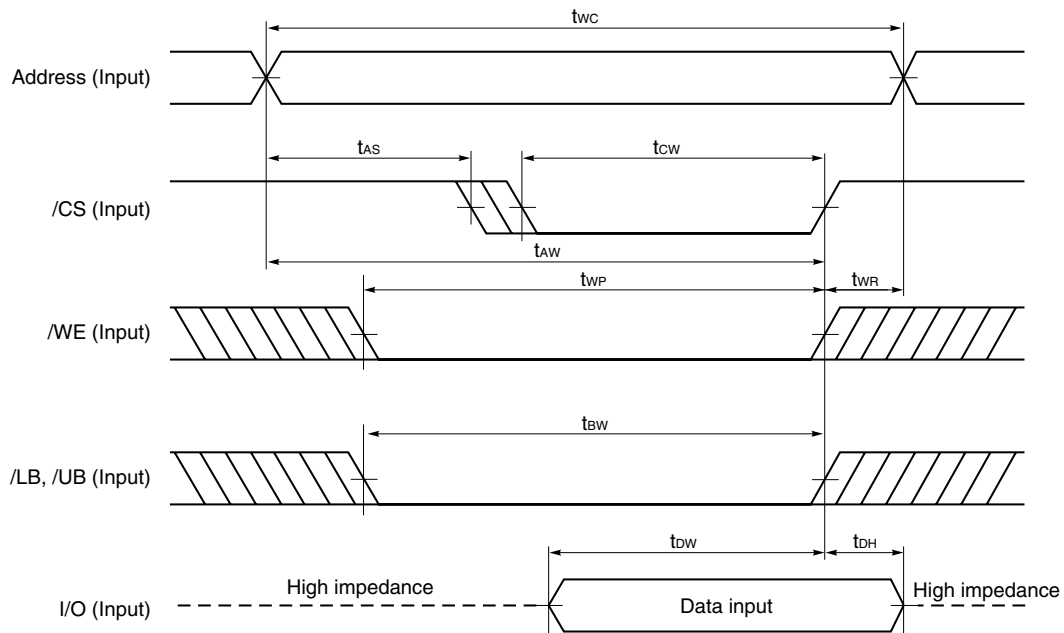 tWC
Address (Input)
tAS
tCW
/CS (Input)
tAW
tWP
tWR
/WE (Input)
tBW
/LB, /UB (Input)
tDW
tDH
High impedance
Data input
High impedance
I/O (Input)